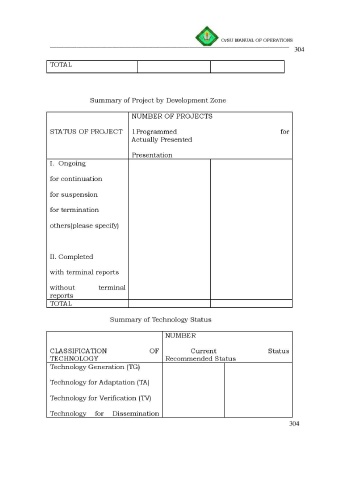 CvSU MANUAL OF OPERATIONS
304
TOTAL
Summary of Project by Development Zone
NUMBER OF PROJECTS
STATUS OF PROJECT I Programmed for
Actually Presented
Presentation
I. Ongoing
for continuation
for suspension
for termination
others(please specify)
II. Completed
with terminal reports
without terminal
reports
TOTAL
Summary of Technology Status
NUMBER
CLASSIFICATION OF Current Status
TECHNOLOGY Recommended Status
Technology Generation (TG)
Technology for Adaptation (TA)
Technology for Verification (TV)
Technology for Dissemination
304